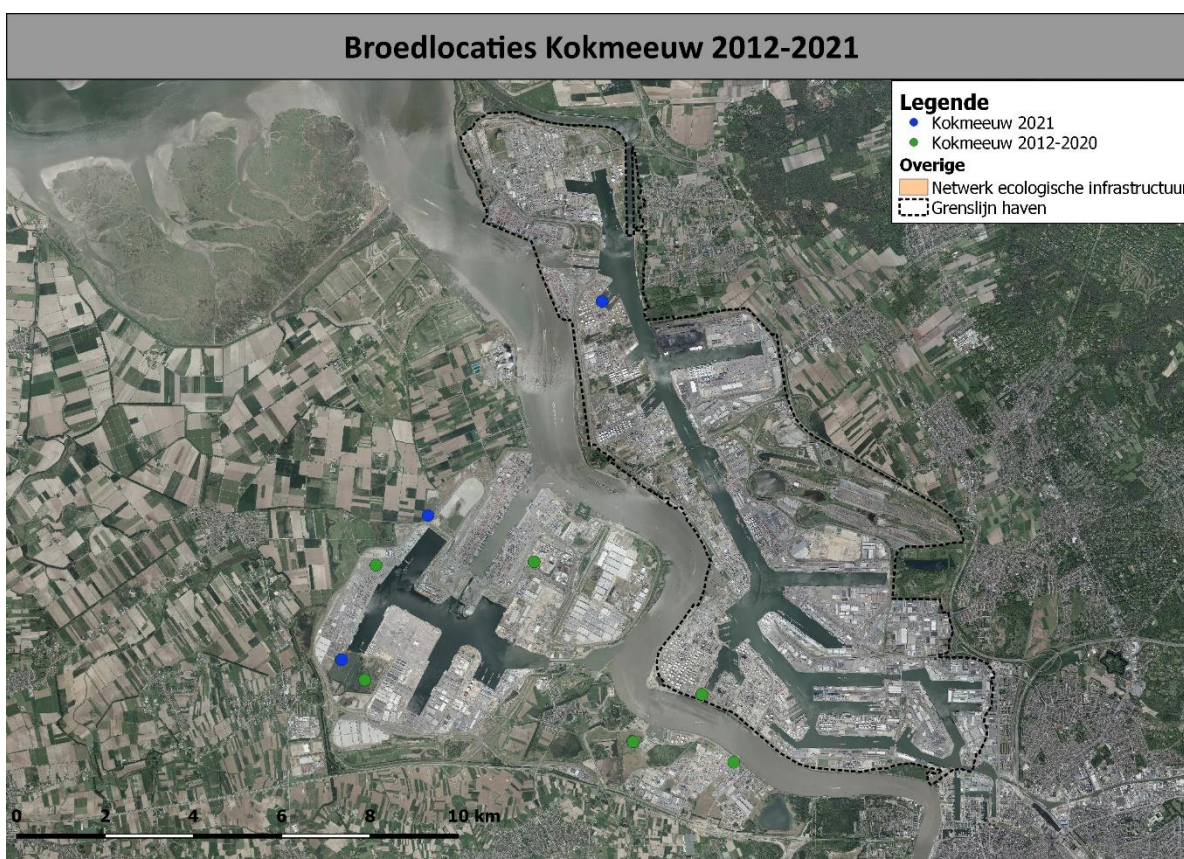 Broedlocaties Kokmeeuw 2012-2021
Legende
Kokmeeuw 2021
Kokmeeuw 2012-2020
Overige
Netwerk ecologische infrastructuur
Grenslijn haven
0 2 4 6 8 10 km